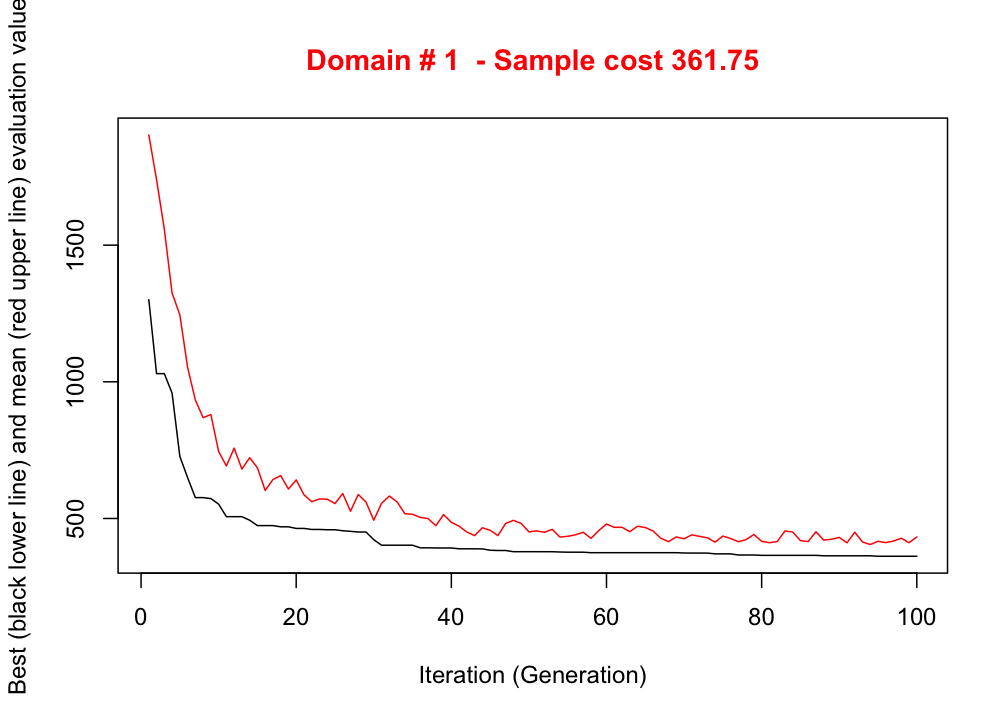 Domain # 1  - Sample cost 361.75
Best (black lower line) and mean (red upper line) evaluation value
1500
1000
500
0 20 40 60 80 100
Iteration (Generation)